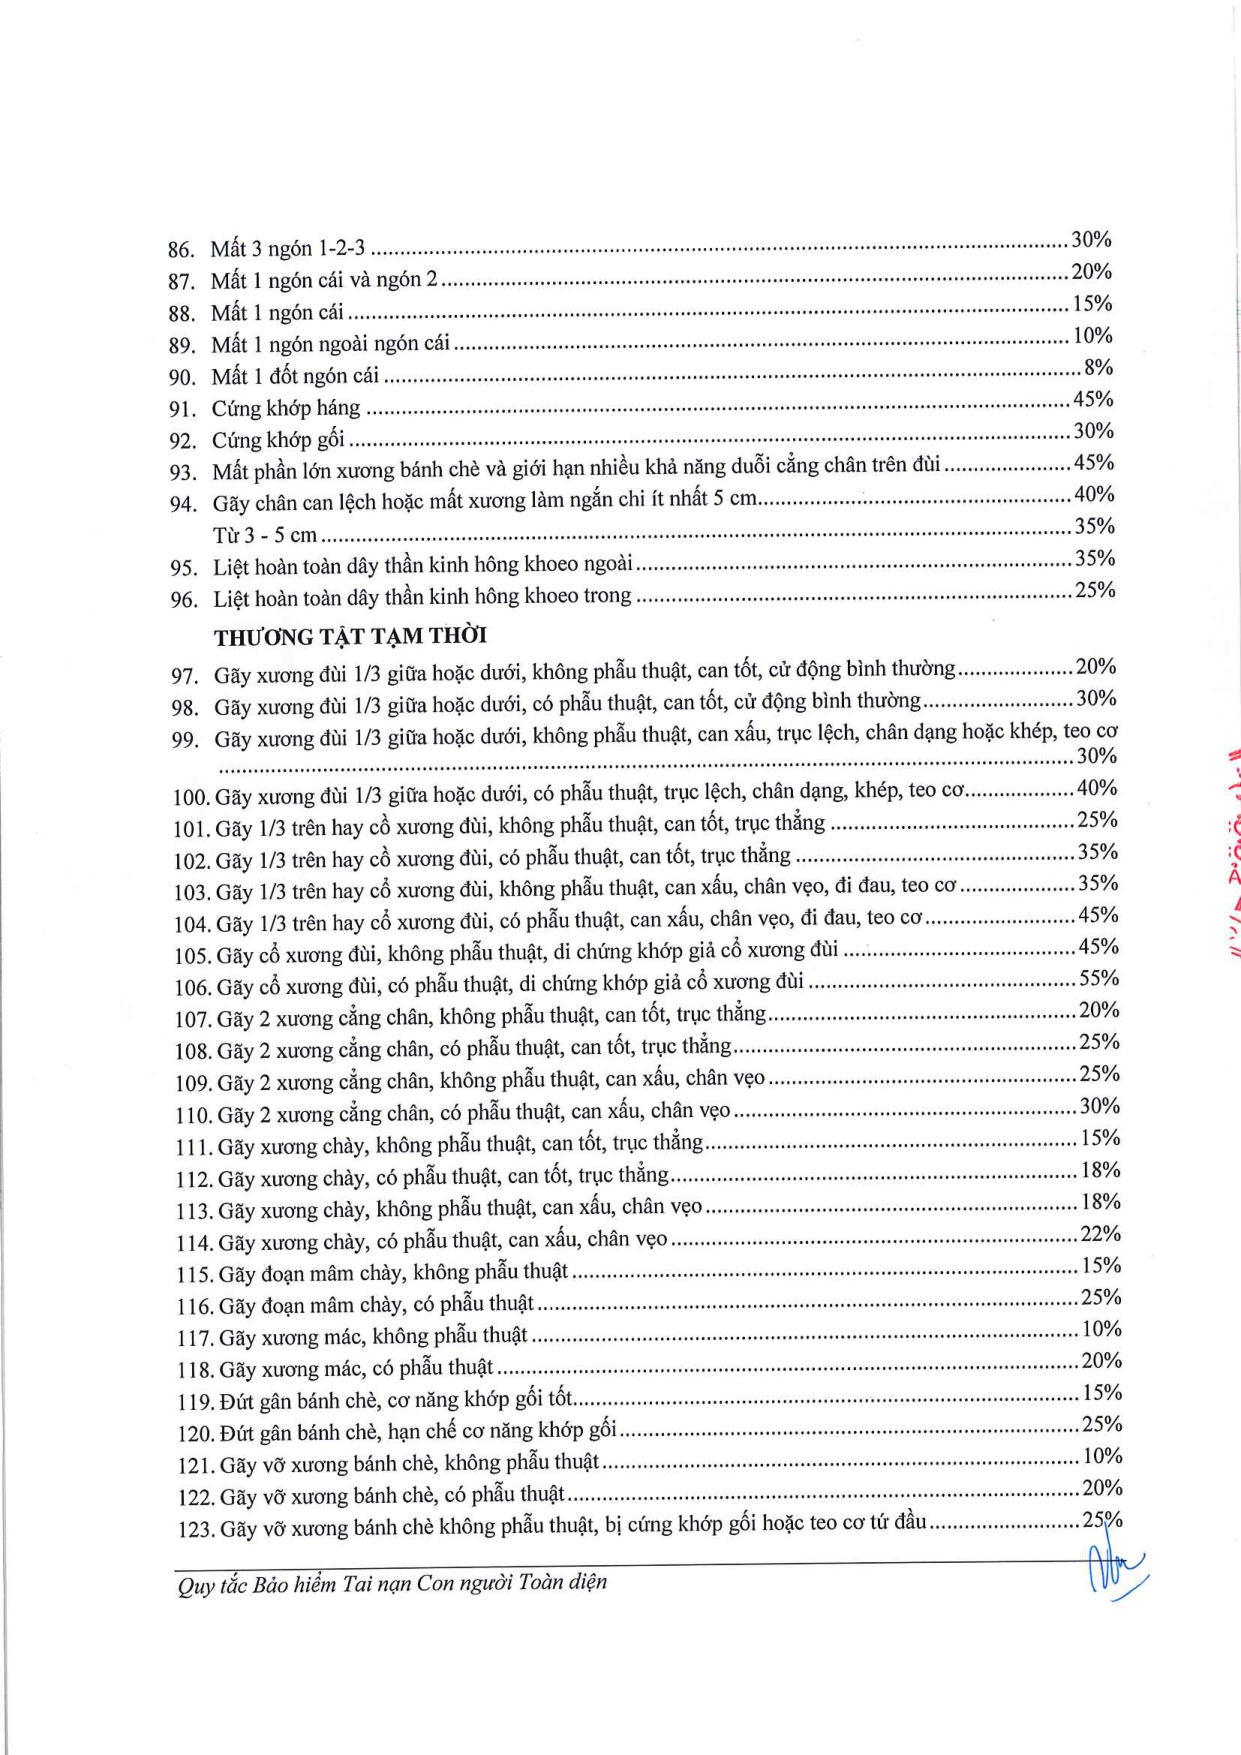 86. Mất 3 ngón 1-2-3 ........ 30%
87. Mất 1 ngón cái và ngón 2 ........ 20%
88. Mất 1 ngón cái ........ 15%
89. Mất 1 ngón ngoài ngón cái ........ 10%
90. Mất 1 đốt ngón cái ........ 8%
91. Cứng khớp háng ........ 45%
92. Cứng khớp gối ........ 30%
93. Mất phần lớn xương bánh chè và giới hạn nhiều khả năng duỗi cẳng chân trên đùi ........ 45%
94. Gãy chân can lệch hoặc mất xương làm ngắn chi ít nhất 5 cm ........ 40%
Từ 3 - 5 cm ........ 35%
95. Liệt hoàn toàn dây thần kinh hông khoeo ngoài ........ 35%
96. Liệt hoàn toàn dây thần kinh hông khoeo trong ........ 25%
THƯƠNG TẬT TẠM THỜI
97. Gãy xương đùi 1/3 giữa hoặc dưới, không phẫu thuật, can tốt, cử động bình thường ........ 20%
98. Gãy xương đùi 1/3 giữa hoặc dưới, có phẫu thuật, can tốt, cử động bình thường ........ 30%
99. Gãy xương đùi 1/3 giữa hoặc dưới, không phẫu thuật, can xấu, trục lệch, chân dạng hoặc khép, teo cơ
........ 30%
100. Gãy xương đùi 1/3 giữa hoặc dưới, có phẫu thuật, trục lệch, chân dạng, khép, teo cơ ........ 40%
101. Gãy 1/3 trên hay cồ xương đùi, không phẫu thuật, can tốt, trục thẳng ........ 25%
102. Gãy 1/3 trên hay cồ xương đùi, có phẫu thuật, can tốt, trục thẳng ........ 35%
103. Gãy 1/3 trên hay cổ xương đùi, không phẫu thuật, can xấu, chân vẹo, đi đau, teo cơ ........ 35%
104. Gãy 1/3 trên hay cổ xương đùi, có phẫu thuật, can xấu, chân vẹo, đi đau, teo cơ ........ 45%
105. Gãy cổ xương đùi, không phẫu thuật, di chứng khớp giả cổ xương đùi ........ 45%
106. Gãy cổ xương đùi, có phẫu thuật, di chứng khớp giả cổ xương đùi ........ 55%
107. Gãy 2 xương cẳng chân, không phẫu thuật, can tốt, trục thẳng ........ 20%
108. Gãy 2 xương cẳng chân, có phẫu thuật, can tốt, trục thẳng ........ 25%
109. Gãy 2 xương cẳng chân, không phẫu thuật, can xấu, chân vẹo ........ 25%
110. Gãy 2 xương cẳng chân, có phẫu thuật, can xấu, chân vẹo ........ 30%
111. Gãy xương chày, không phẫu thuật, can tốt, trục thẳng ........ 15%
112. Gãy xương chày, có phẫu thuật, can tốt, trục thẳng ........ 18%
113. Gãy xương chày, không phẫu thuật, can xấu, chân vẹo ........ 18%
114. Gãy xương chày, có phẫu thuật, can xấu, chân vẹo ........ 22%
115. Gãy đoạn mâm chày, không phẫu thuật ........ 15%
116. Gãy đoạn mâm chày, có phẫu thuật ........ 25%
117. Gãy xương mác, không phẫu thuật ........ 10%
118. Gãy xương mác, có phẫu thuật ........ 20%
119. Đứt gân bánh chè, cơ năng khớp gối tốt ........ 15%
120. Đứt gân bánh chè, hạn chế cơ năng khớp gối ........ 25%
121. Gãy vỡ xương bánh chè, không phẫu thuật ........ 10%
122. Gãy vỡ xương bánh chè, có phẫu thuật ........ 20%
123. Gãy vỡ xương bánh chè không phẫu thuật, bị cứng khớp gối hoặc teo cơ tứ đầu ........ 25%
Quy tắc Bảo hiểm Tai nạn Con người Toàn diện